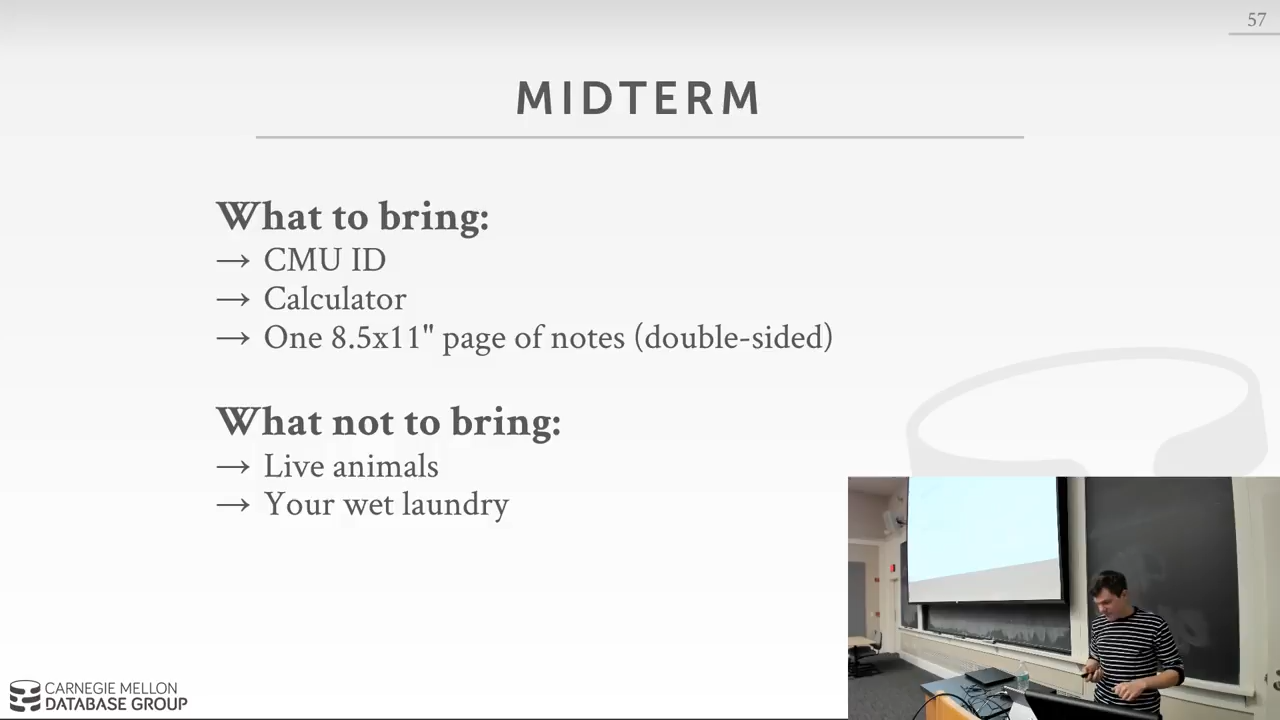 57
MIDTERM
What to bring:
→ CMU ID
→ Calculator
→ One 8.5x11" page of notes (double-sided)
What not to bring:
→ Live animals
→ Your wet laundry
CARNEGIE MELLON
DATABASE GROUP